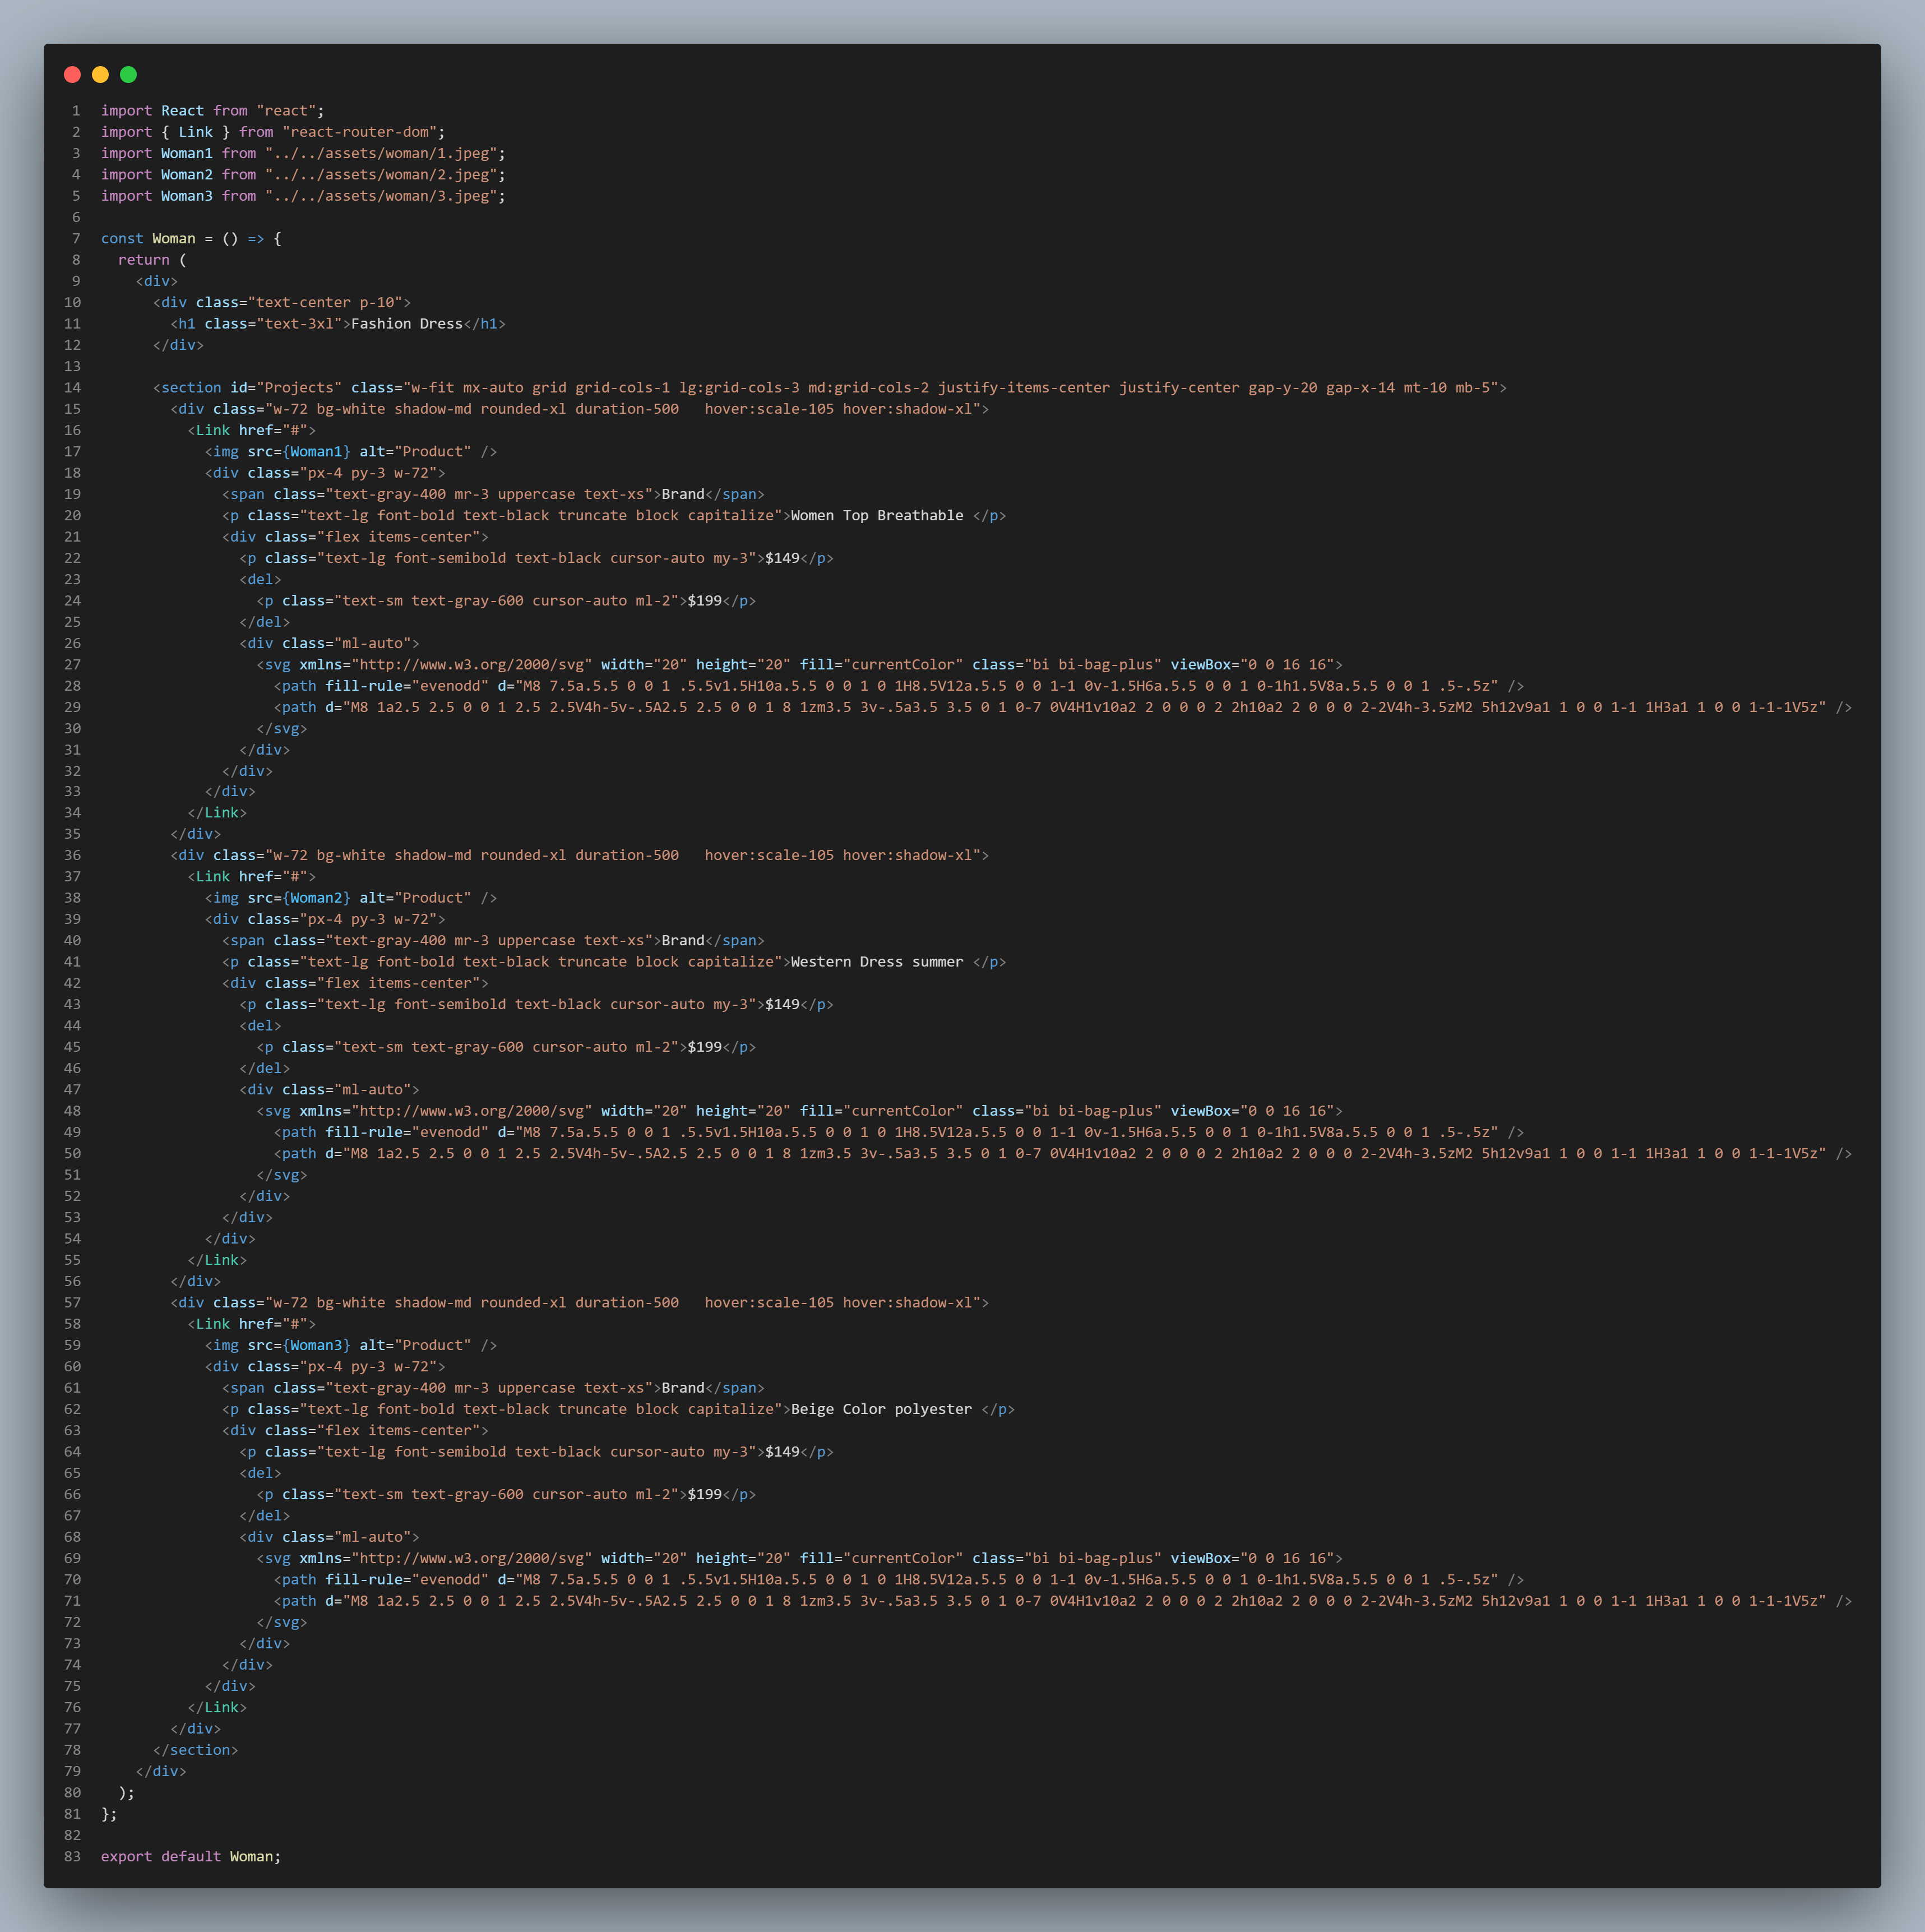 1 import React from "react";
2 import { Link } from "react-router-dom";
3 import Woman1 from "../../assets/woman/1.jpeg";
4 import Woman2 from "../../assets/woman/2.jpeg";
5 import Woman3 from "../../assets/woman/3.jpeg";
6
7 const Woman = () => {
8   return (
9     <div>
10       <div class="text-center p-10">
11         <h1 class="text-3xl">Fashion Dress</h1>
12       </div>
13
14       <section id="Projects" class="w-fit mx-auto grid grid-cols-1 lg:grid-cols-3 md:grid-cols-2 justify-items-center justify-center gap-y-20 gap-x-14 mt-10 mb-5">
15         <div class="w-72 bg-white shadow-md rounded-xl duration-500   hover:scale-105 hover:shadow-xl">
16           <Link href="#">
17             <img src={Woman1} alt="Product" />
18             <div class="px-4 py-3 w-72">
19               <span class="text-gray-400 mr-3 uppercase text-xs">Brand</span>
20               <p class="text-lg font-bold text-black truncate block capitalize">Women Top Breathable </p>
21               <div class="flex items-center">
22                 <p class="text-lg font-semibold text-black cursor-auto my-3">$149</p>
23                 <del>
24                   <p class="text-sm text-gray-600 cursor-auto ml-2">$199</p>
25                 </del>
26                 <div class="ml-auto">
27                   <svg xmlns="http://www.w3.org/2000/svg" width="20" height="20" fill="currentColor" class="bi bi-bag-plus" viewBox="0 0 16 16">
28                     <path fill-rule="evenodd" d="M8 7.5a.5.5 0 0 1 .5.5v1.5H10a.5.5 0 0 1 0 1H8.5V12a.5.5 0 0 1-1 0v-1.5H6a.5.5 0 0 1 0-1h1.5V8a.5.5 0 0 1 .5-.5z" />
29                     <path d="M8 1a2.5 2.5 0 0 1 2.5 2.5V4h-5v-.5A2.5 2.5 0 0 1 8 1zm3.5 3v-.5a3.5 3.5 0 1 0-7 0V4H1v10a2 2 0 0 0 2 2h10a2 2 0 0 0 2-2V4h-3.5zM2 5h12v9a1 1 0 0 1-1 1H3a1 1 0 0 1-1-1V5z" />
30                   </svg>
31                 </div>
32               </div>
33             </div>
34           </Link>
35         </div>
36         <div class="w-72 bg-white shadow-md rounded-xl duration-500   hover:scale-105 hover:shadow-xl">
37           <Link href="#">
38             <img src={Woman2} alt="Product" />
39             <div class="px-4 py-3 w-72">
40               <span class="text-gray-400 mr-3 uppercase text-xs">Brand</span>
41               <p class="text-lg font-bold text-black truncate block capitalize">Western Dress summer </p>
42               <div class="flex items-center">
43                 <p class="text-lg font-semibold text-black cursor-auto my-3">$149</p>
44                 <del>
45                   <p class="text-sm text-gray-600 cursor-auto ml-2">$199</p>
46                 </del>
47                 <div class="ml-auto">
48                   <svg xmlns="http://www.w3.org/2000/svg" width="20" height="20" fill="currentColor" class="bi bi-bag-plus" viewBox="0 0 16 16">
49                     <path fill-rule="evenodd" d="M8 7.5a.5.5 0 0 1 .5.5v1.5H10a.5.5 0 0 1 0 1H8.5V12a.5.5 0 0 1-1 0v-1.5H6a.5.5 0 0 1 0-1h1.5V8a.5.5 0 0 1 .5-.5z" />
50                     <path d="M8 1a2.5 2.5 0 0 1 2.5 2.5V4h-5v-.5A2.5 2.5 0 0 1 8 1zm3.5 3v-.5a3.5 3.5 0 1 0-7 0V4H1v10a2 2 0 0 0 2 2h10a2 2 0 0 0 2-2V4h-3.5zM2 5h12v9a1 1 0 0 1-1 1H3a1 1 0 0 1-1-1V5z" />
51                   </svg>
52                 </div>
53               </div>
54             </div>
55           </Link>
56         </div>
57         <div class="w-72 bg-white shadow-md rounded-xl duration-500   hover:scale-105 hover:shadow-xl">
58           <Link href="#">
59             <img src={Woman3} alt="Product" />
60             <div class="px-4 py-3 w-72">
61               <span class="text-gray-400 mr-3 uppercase text-xs">Brand</span>
62               <p class="text-lg font-bold text-black truncate block capitalize">Beige Color polyester </p>
63               <div class="flex items-center">
64                 <p class="text-lg font-semibold text-black cursor-auto my-3">$149</p>
65                 <del>
66                   <p class="text-sm text-gray-600 cursor-auto ml-2">$199</p>
67                 </del>
68                 <div class="ml-auto">
69                   <svg xmlns="http://www.w3.org/2000/svg" width="20" height="20" fill="currentColor" class="bi bi-bag-plus" viewBox="0 0 16 16">
70                     <path fill-rule="evenodd" d="M8 7.5a.5.5 0 0 1 .5.5v1.5H10a.5.5 0 0 1 0 1H8.5V12a.5.5 0 0 1-1 0v-1.5H6a.5.5 0 0 1 0-1h1.5V8a.5.5 0 0 1 .5-.5z" />
71                     <path d="M8 1a2.5 2.5 0 0 1 2.5 2.5V4h-5v-.5A2.5 2.5 0 0 1 8 1zm3.5 3v-.5a3.5 3.5 0 1 0-7 0V4H1v10a2 2 0 0 0 2 2h10a2 2 0 0 0 2-2V4h-3.5zM2 5h12v9a1 1 0 0 1-1 1H3a1 1 0 0 1-1-1V5z" />
72                   </svg>
73                 </div>
74               </div>
75             </div>
76           </Link>
77         </div>
78       </section>
79     </div>
80   );
81 };
82
83 export default Woman;